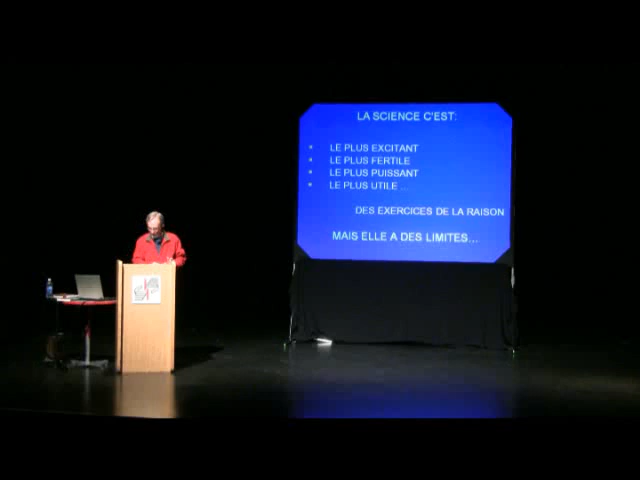 LA SCIENCE C'EST:
LE PLUS EXCITANT
LE PLUS FERTILE
LE PLUS PUISSANT
LE PLUS UTILE ...
DES EXERCICES DE LA RAISON
MAIS ELLE A DES LIMITES...